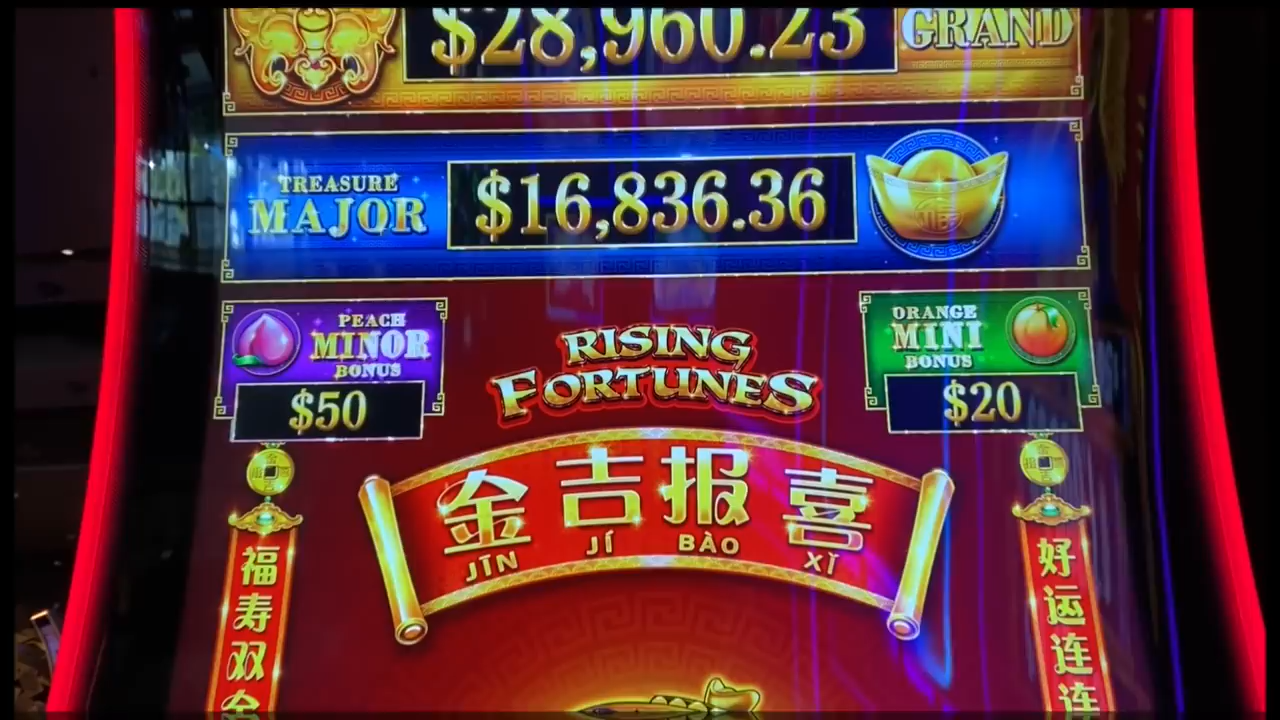 $28,960.23
GRAND
TREASURE
MAJOR
$16,836.36
PEACH
MINOR
BONUS
$50
ORANGE
MINI
BONUS
$20
RISING
FORTUNES
金吉报喜
JĪN JÍ BÀO XǏ
福寿双全
好运连连